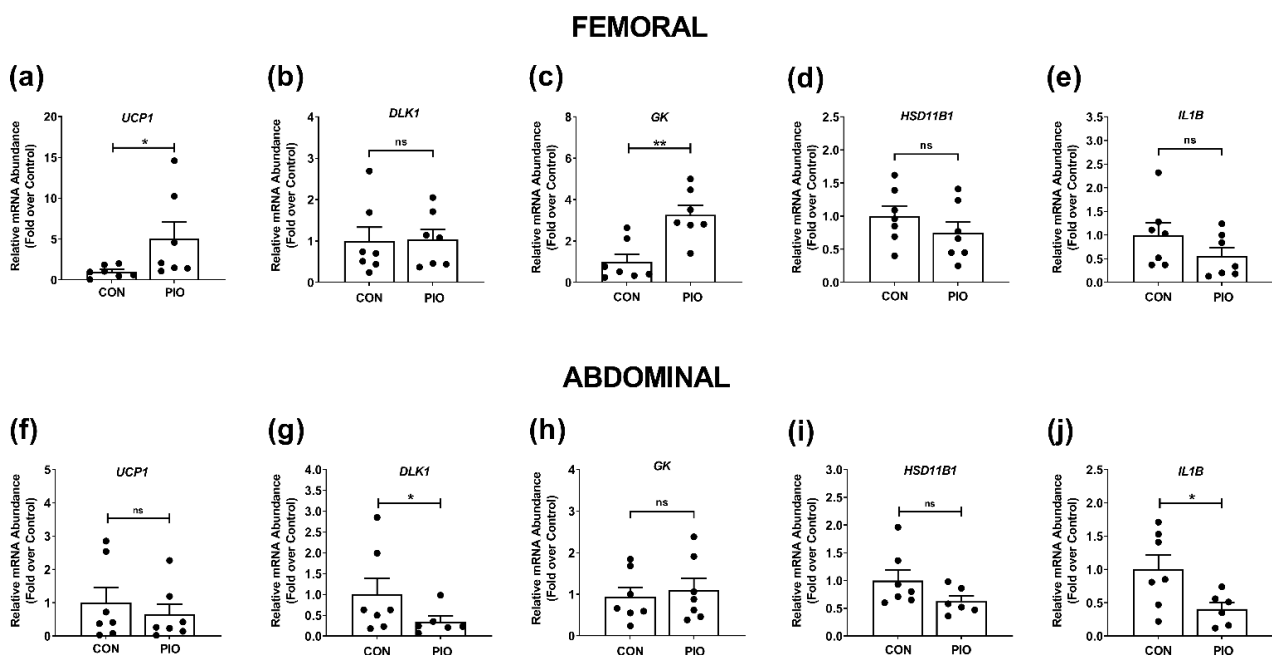 FEMORAL
(a)
UCP1
Relative mRNA Abundance
(Fold over Control)
20
15
10
5
0
*
CON
PIO
(b)
DLK1
Relative mRNA Abundance
(Fold over Control)
4
3
2
1
0
ns
CON
PIO
(c)
GK
Relative mRNA Abundance
(Fold over Control)
8
6
4
2
0
**
CON
PIO
(d)
HSD11B1
Relative mRNA Abundance
(Fold over Control)
2.5
2.0
1.5
1.0
0.5
0.0
ns
CON
PIO
(e)
IL1B
Relative mRNA Abundance
(Fold over Control)
3.5
3.0
2.5
2.0
1.5
1.0
0.5
0.0
ns
CON
PIO
ABDOMINAL
(f)
UCP1
Relative mRNA Abundance
(Fold over Control)
5
4
3
2
1
0
ns
CON
PIO
(g)
DLK1
Relative mRNA Abundance
(Fold over Control)
4.0
3.5
3.0
2.5
2.0
1.5
1.0
0.5
0.0
*
CON
PIO
(h)
GK
Relative mRNA Abundance
(Fold over Control)
4
3
2
1
0
ns
CON
PIO
(i)
HSD11B1
Relative mRNA Abundance
(Fold over Control)
3.0
2.5
2.0
1.5
1.0
0.5
0.0
ns
CON
PIO
(j)
IL1B
Relative mRNA Abundance
(Fold over Control)
2.5
2.0
1.5
1.0
0.5
0.0
*
CON
PIO